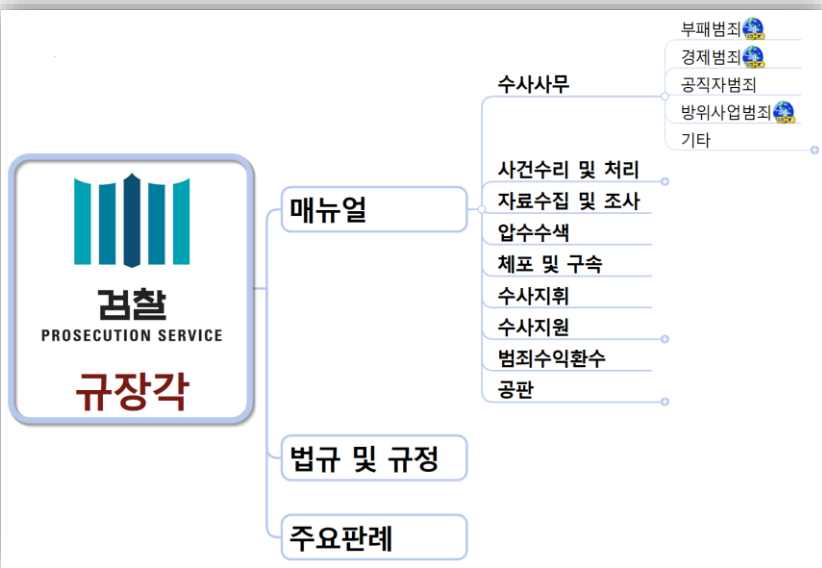 검찰
PROSECUTION SERVICE
규장각
매뉴얼
수사사무
부패범죄
경제범죄
공직자범죄
방위사업범죄
기타
사건수리 및 처리
자료수집 및 조사
압수수색
체포 및 구속
수사지휘
수사지원
범죄수익환수
공판
법규 및 규정
주요판례